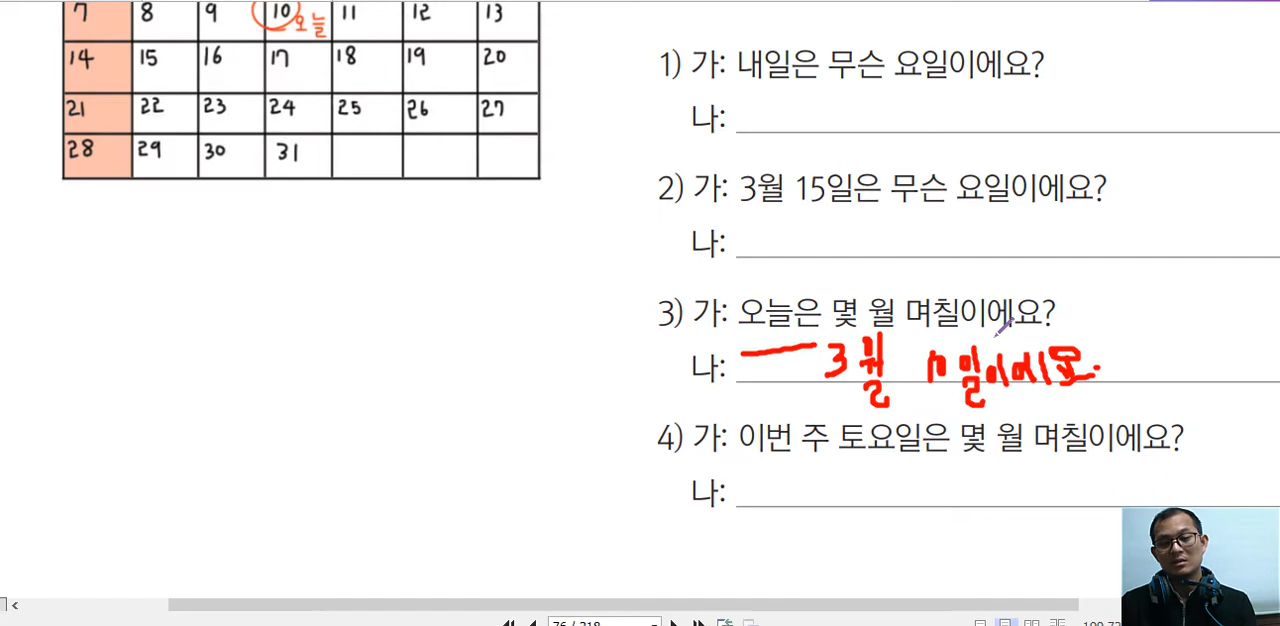 7 8 9 10 오늘 11 12 13
14 15 16 17 18 19 20
21 22 23 24 25 26 27
28 29 30 31
1) 가: 내일은 무슨 요일이에요?
나:
2) 가: 3월 15일은 무슨 요일이에요?
나:
3) 가: 오늘은 몇 월 며칠이에요?
나: 3월 10일이에요.
4) 가: 이번 주 토요일은 몇 월 며칠이에요?
나:
76 / 218